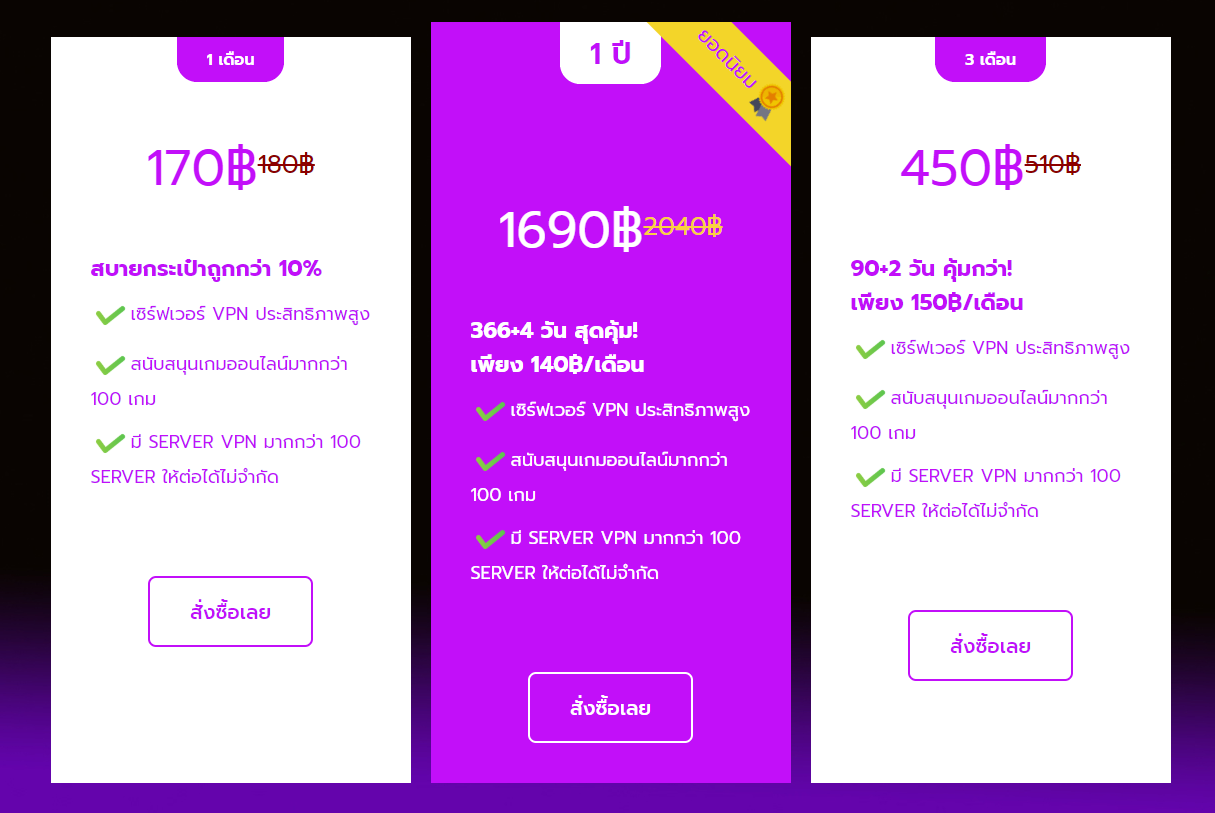 1 เดือน
170฿180฿
สบายกระเป๋าถูกกว่า 10%
เซิร์ฟเวอร์ VPN ประสิทธิภาพสูง
สนับสนุนเกมออนไลน์มากกว่า
100 เกม
มี SERVER VPN มากกว่า 100
SERVER ให้ต่อได้ไม่จำกัด
สั่งซื้อเลย
1 ปี
ยอดนิยม
1690฿2040฿
366+4 วัน สุดคุ้ม!
เพียง 140฿/เดือน
เซิร์ฟเวอร์ VPN ประสิทธิภาพสูง
สนับสนุนเกมออนไลน์มากกว่า
100 เกม
มี SERVER VPN มากกว่า 100
SERVER ให้ต่อได้ไม่จำกัด
สั่งซื้อเลย
3 เดือน
450฿510฿
90+2 วัน คุ้มกว่า!
เพียง 150฿/เดือน
เซิร์ฟเวอร์ VPN ประสิทธิภาพสูง
สนับสนุนเกมออนไลน์มากกว่า
100 เกม
มี SERVER VPN มากกว่า 100
SERVER ให้ต่อได้ไม่จำกัด
สั่งซื้อเลย